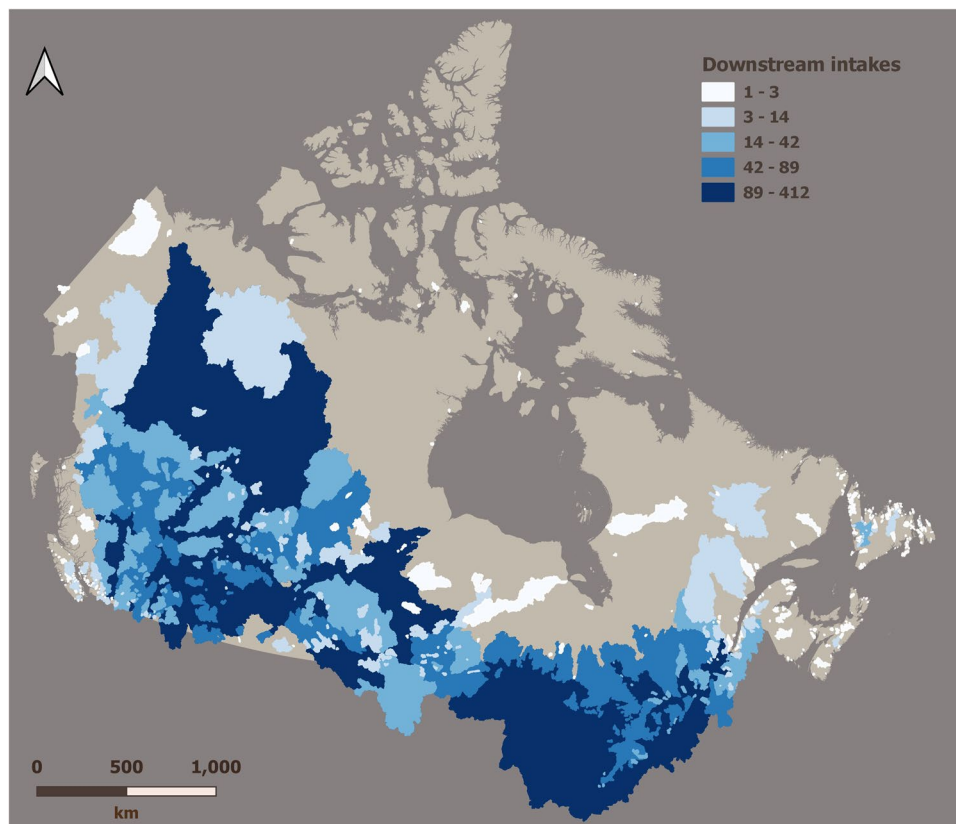 Downstream intakes
1 - 3
3 - 14
14 - 42
42 - 89
89 - 412
0 500 1,000
km